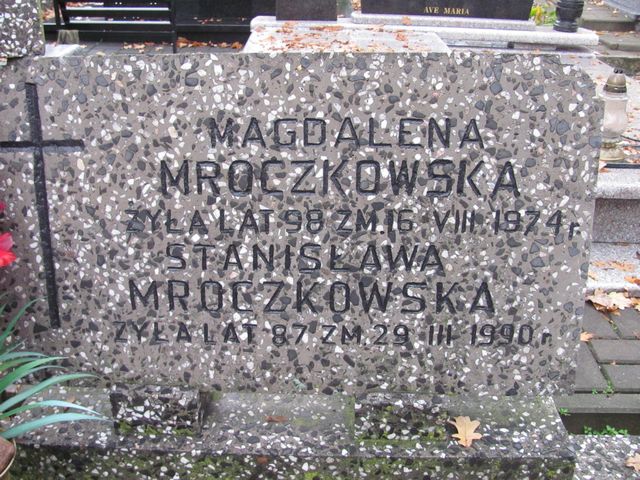 AVE MARIA
MAGDALENA
MROCZKOWSKA
ŻYŁA LAT 98 ZM. 16 VIII 1974 r.
STANISŁAWA
MROCZKOWSKA
ŻYŁA LAT 87 ZM. 29 III 1990 r